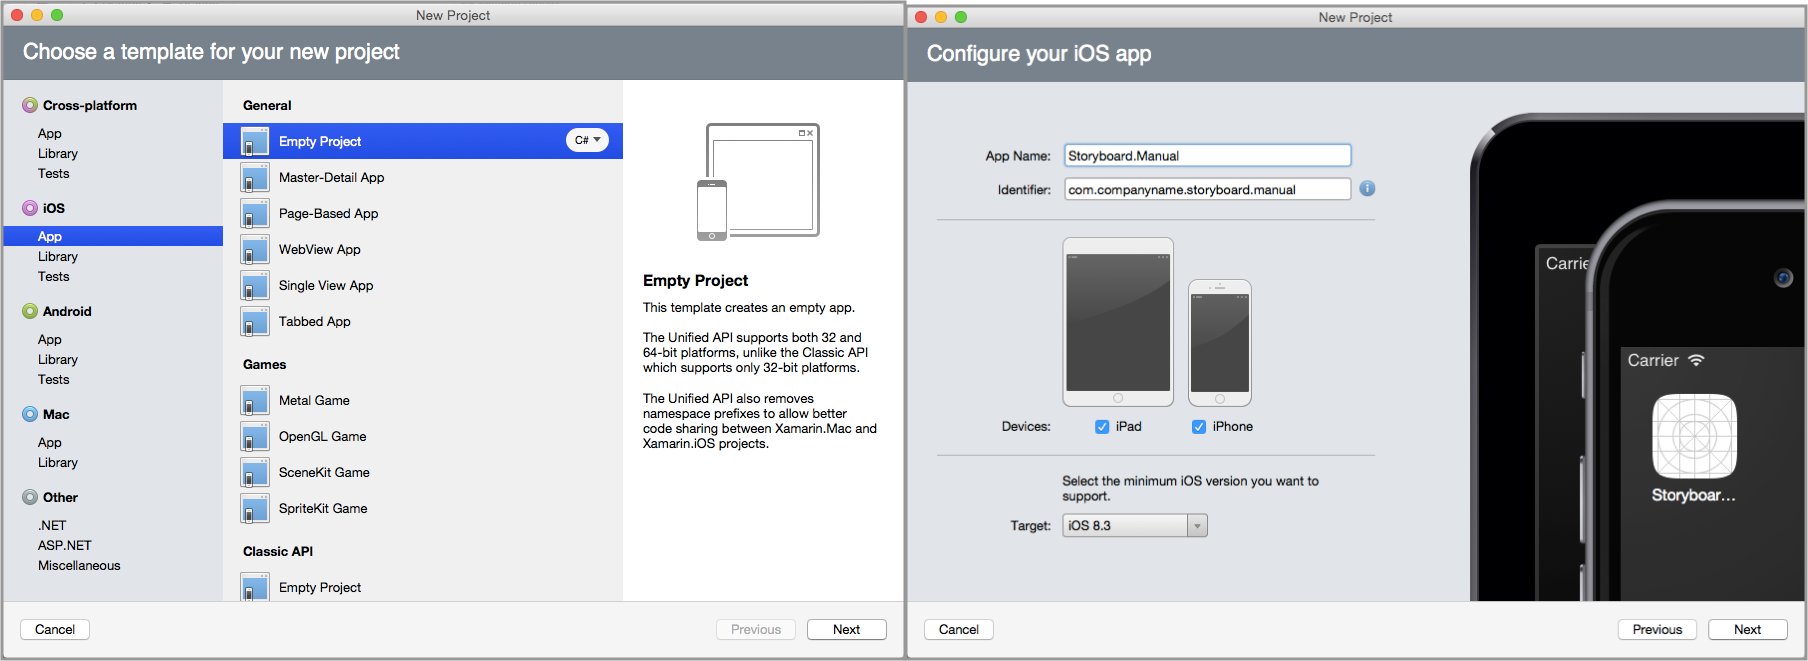 New Project
Choose a template for your new project
Cross-platform
App
Library
Tests
iOS
App
Library
Tests
Android
App
Library
Tests
Mac
App
Library
Other
.NET
ASP.NET
Miscellaneous
General
Empty Project
C#
Master-Detail App
Page-Based App
WebView App
Single View App
Tabbed App
Games
Metal Game
OpenGL Game
SceneKit Game
SpriteKit Game
Classic API
Empty Project
Empty Project
This template creates an empty app.
The Unified API supports both 32 and
64-bit platforms, unlike the Classic API
which supports only 32-bit platforms.
The Unified API also removes
namespace prefixes to allow better
code sharing between Xamarin.Mac and
Xamarin.iOS projects.
Cancel
Previous
Next
New Project
Configure your iOS app
App Name:
Storyboard.Manual
Identifier:
com.companyname.storyboard.manual
i
Devices:
iPad
iPhone
Select the minimum iOS version you want to
support.
Target:
iOS 8.3
Carrie
Carrier
Storyboar...
Cancel
Previous
Next